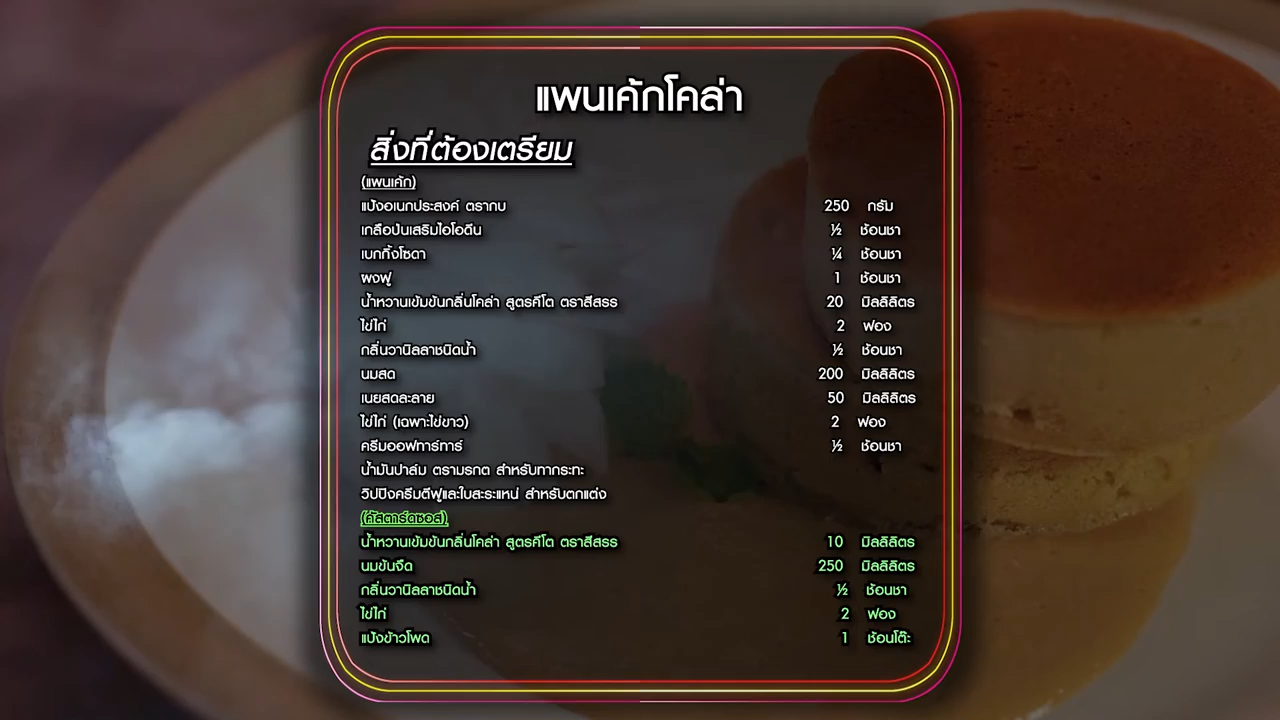 แพนเค้กโคล่า
สิ่งที่ต้องเตรียม
(แพนเค้ก)
แป้งอเนกประสงค์ ตรากบ 250 กรัม
เกลือป่นเสริมไอโอดีน ½ ช้อนชา
เบกกิ้งโซดา ¼ ช้อนชา
ผงฟู 1 ช้อนชา
น้ำหวานเข้มข้นกลิ่นโคล่า สูตรคีโต ตราสีสรร 20 มิลลิลิตร
ไข่ไก่ 2 ฟอง
กลิ่นวานิลลาชนิดน้ำ ½ ช้อนชา
นมสด 200 มิลลิลิตร
เนยสดละลาย 50 มิลลิลิตร
ไข่ไก่ (เฉพาะไข่ขาว) 2 ฟอง
ครีมออฟทาร์ทาร์ ½ ช้อนชา
น้ำมันปาล์ม ตรามรกต สำหรับทากระทะ
วิปปิงครีมตีฟูและใบสะระแหน่ สำหรับตกแต่ง
(คัสตาร์ดซอส)
น้ำหวานเข้มข้นกลิ่นโคล่า สูตรคีโต ตราสีสรร 10 มิลลิลิตร
นมข้นจืด 250 มิลลิลิตร
กลิ่นวานิลลาชนิดน้ำ ½ ช้อนชา
ไข่ไก่ 2 ฟอง
แป้งข้าวโพด 1 ช้อนโต๊ะ